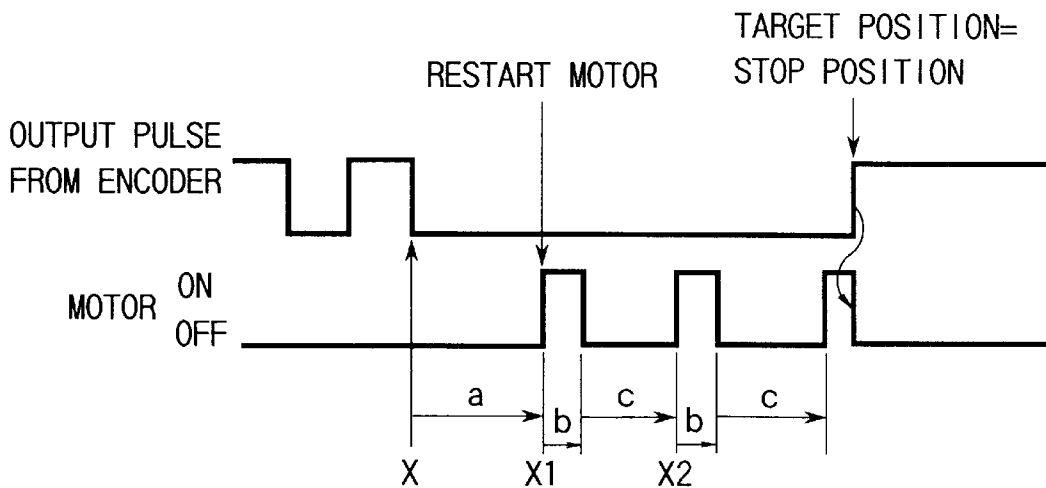 TARGET POSITION=
STOP POSITION
RESTART MOTOR
OUTPUT PULSE
FROM ENCODER
MOTOR
ON
OFF
a
b
c
b
c
X
X1
X2